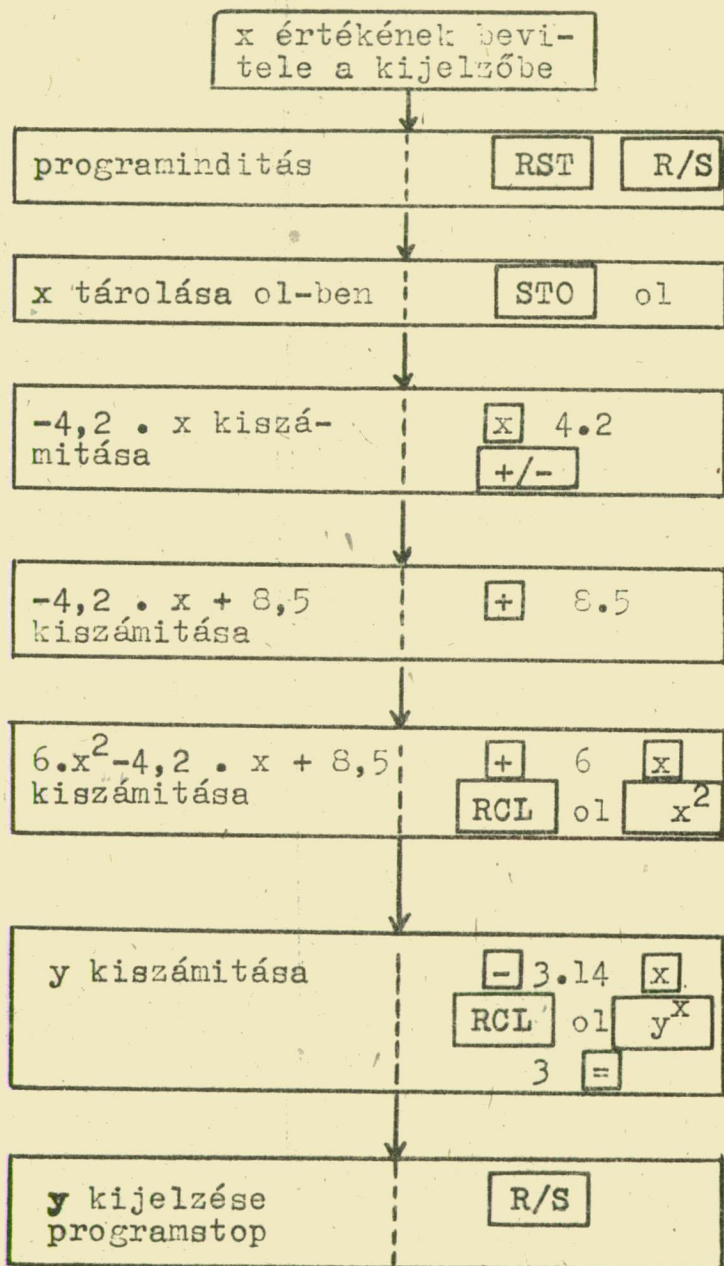 x értékének bevi-
tele a kijelzőbe
programinditás RST R/S
x tárolása ol-ben STO ol
-4,2 . x kiszá- x 4.2
mitása +/-
-4,2 . x + 8,5 + 8.5
kiszámitása
6.x²-4,2 . x + 8,5 + 6 x
kiszámitása RCL ol x²
y kiszámitása - 3.14 x
RCL ol yˣ
3 =
y kijelzése R/S
programstop